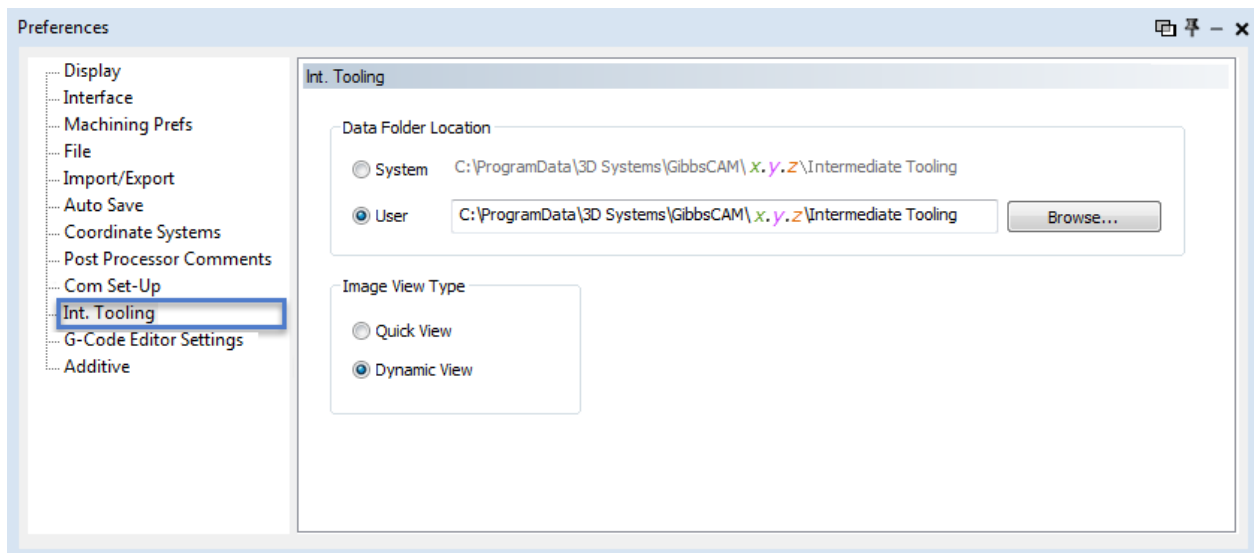 Preferences
Display
Interface
Machining Prefs
File
Import/Export
Auto Save
Coordinate Systems
Post Processor Comments
Com Set-Up
Int. Tooling
G-Code Editor Settings
Additive
Int. Tooling
Data Folder Location
System C:\ProgramData\3D Systems\GibbsCAM\x.y.z\Intermediate Tooling
User C:\ProgramData\3D Systems\GibbsCAM\x.y.z\Intermediate Tooling Browse...
Image View Type
Quick View
Dynamic View